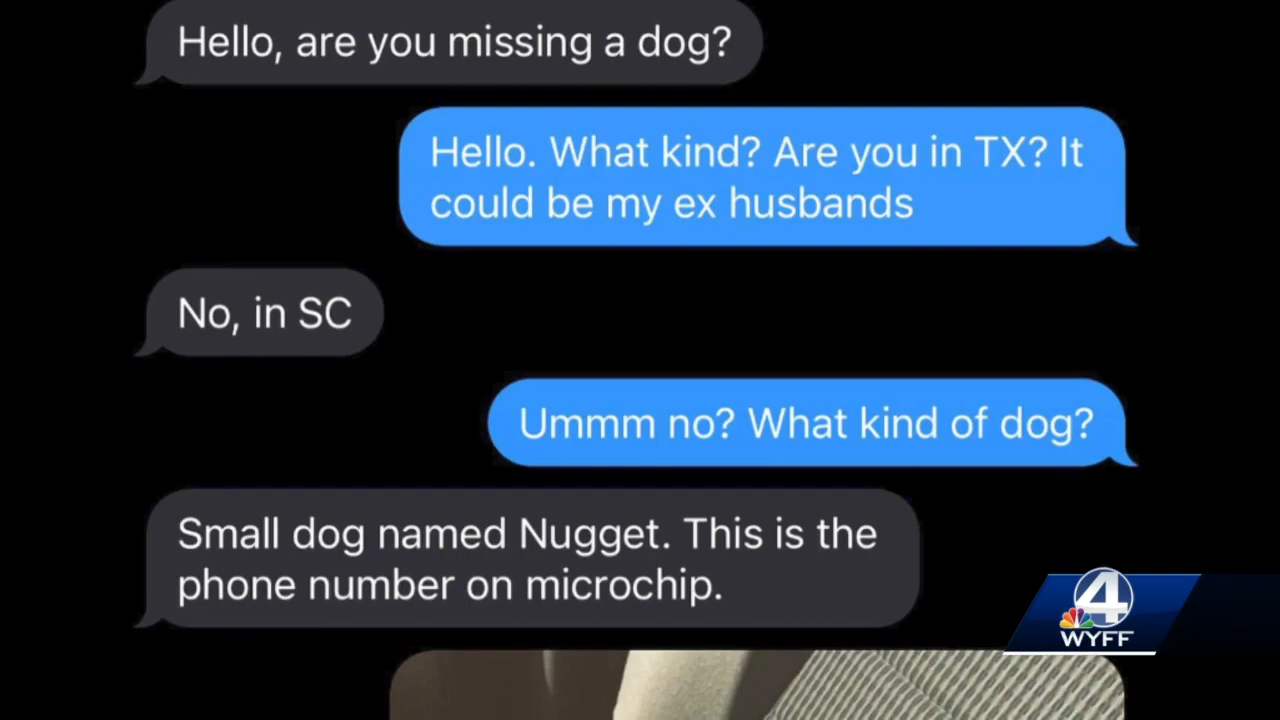 Hello, are you missing a dog?
Hello. What kind? Are you in TX? It
could be my ex husbands
No, in SC
Ummm no? What kind of dog?
Small dog named Nugget. This is the
phone number on microchip.
4
WYFF